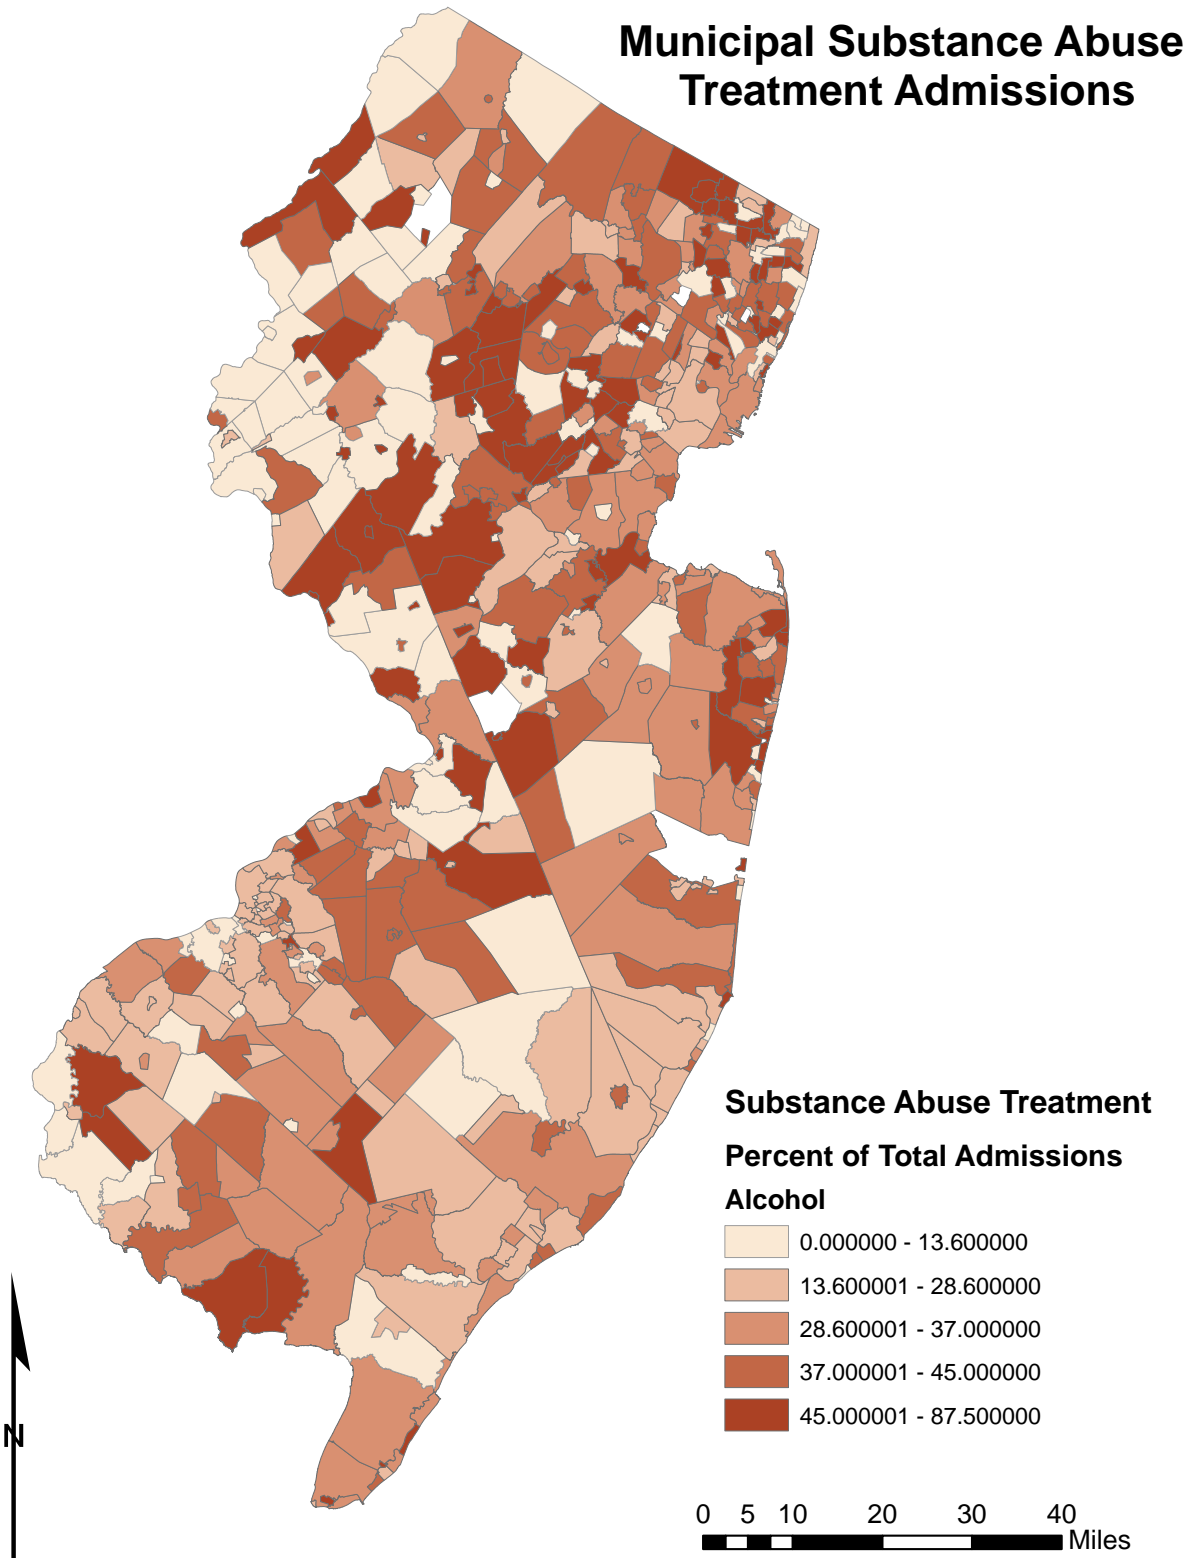 Municipal Substance Abuse
Treatment Admissions
Substance Abuse Treatment
Percent of Total Admissions
Alcohol
0.000000 - 13.600000
13.600001 - 28.600000
28.600001 - 37.000000
37.000001 - 45.000000
45.000001 - 87.500000
N
0 5 10 20 30 40
Miles